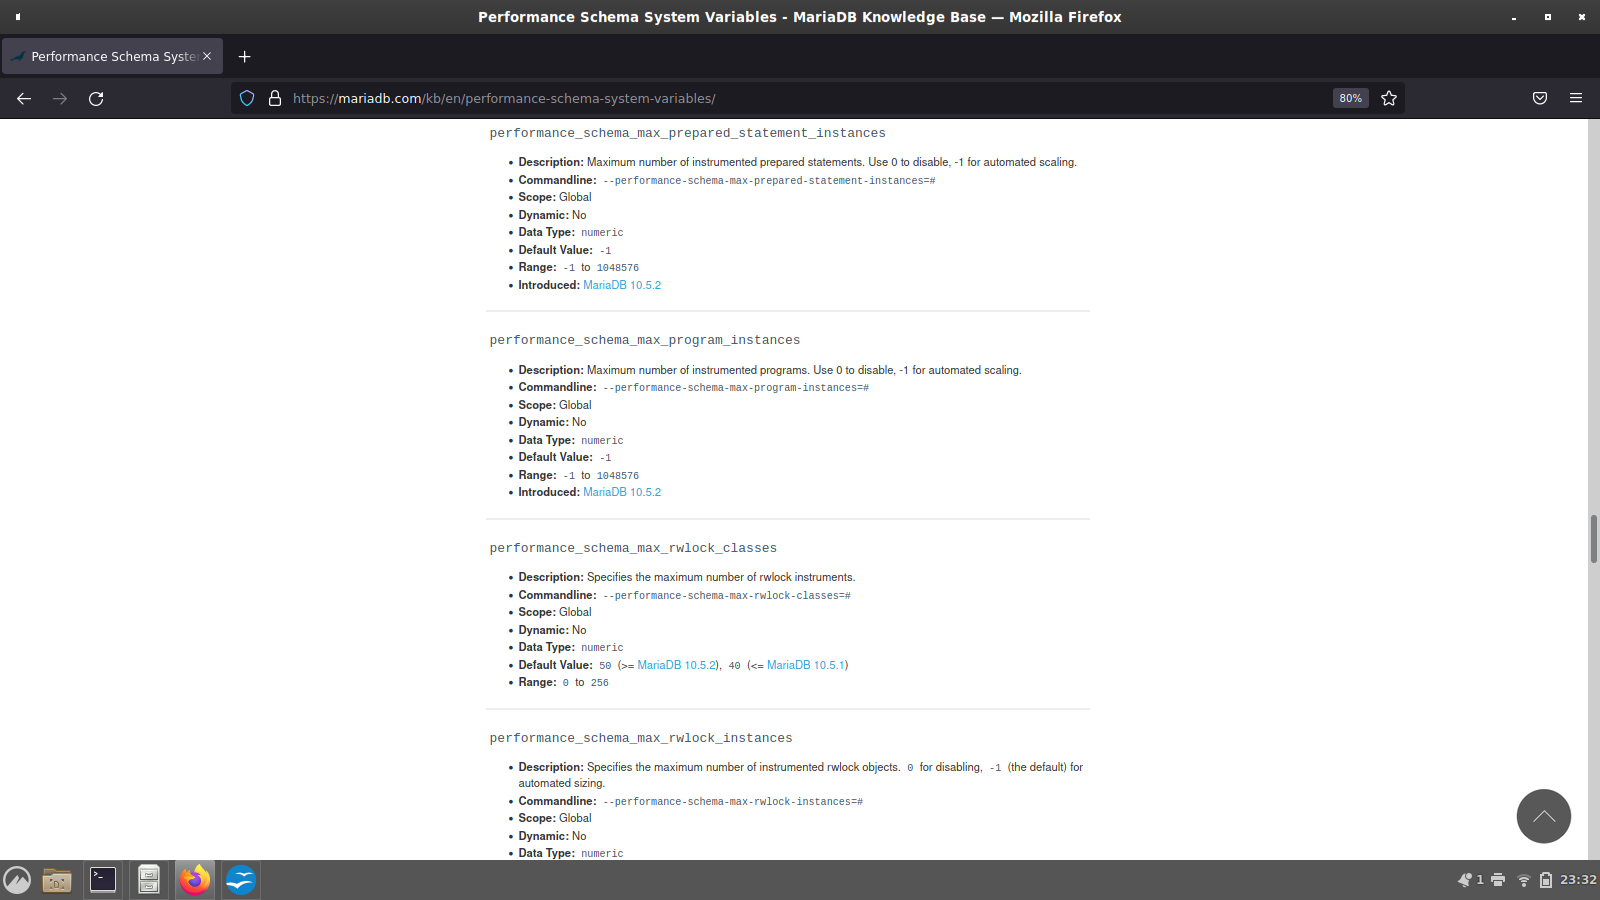 Performance Schema System Variables - MariaDB Knowledge Base — Mozilla Firefox
Performance Schema Syste
https://mariadb.com/kb/en/performance-schema-system-variables/
80%
performance_schema_max_prepared_statement_instances
Description: Maximum number of instrumented prepared statements. Use 0 to disable, -1 for automated scaling.
Commandline: --performance-schema-max-prepared-statement-instances=#
Scope: Global
Dynamic: No
Data Type: numeric
Default Value: -1
Range: -1 to 1048576
Introduced: MariaDB 10.5.2
performance_schema_max_program_instances
Description: Maximum number of instrumented programs. Use 0 to disable, -1 for automated scaling.
Commandline: --performance-schema-max-program-instances=#
Scope: Global
Dynamic: No
Data Type: numeric
Default Value: -1
Range: -1 to 1048576
Introduced: MariaDB 10.5.2
performance_schema_max_rwlock_classes
Description: Specifies the maximum number of rwlock instruments.
Commandline: --performance-schema-max-rwlock-classes=#
Scope: Global
Dynamic: No
Data Type: numeric
Default Value: 50 (>= MariaDB 10.5.2), 40 (<= MariaDB 10.5.1)
Range: 0 to 256
performance_schema_max_rwlock_instances
Description: Specifies the maximum number of instrumented rwlock objects. 0 for disabling, -1 (the default) for
automated sizing.
Commandline: --performance-schema-max-rwlock-instances=#
Scope: Global
Dynamic: No
Data Type: numeric
1
23:32